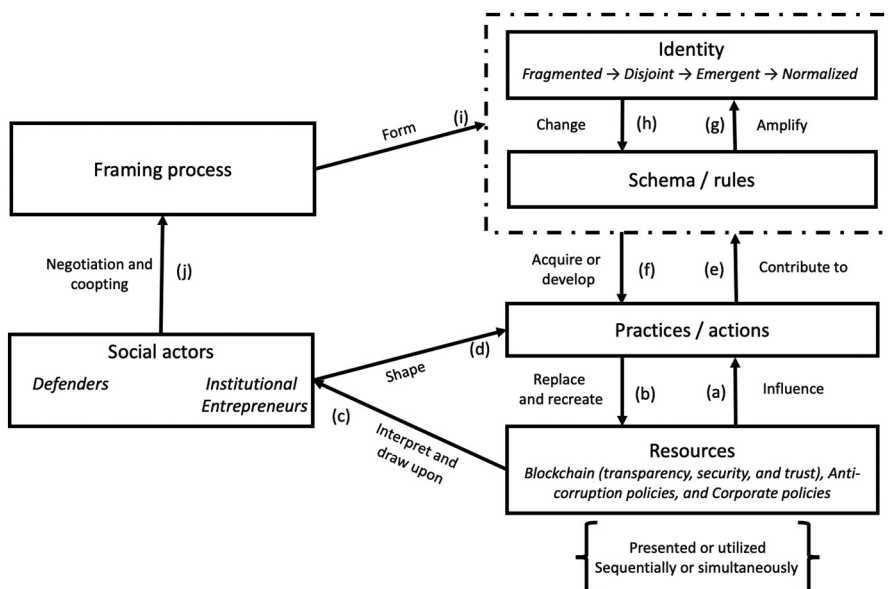 Identity
Fragmented → Disjoint → Emergent → Normalized
Change
(h)
(g)
Amplify
Schema / rules
Form
(i)
Framing process
Negotiation and
coopting
(j)
Acquire or
develop
(f)
(e)
Contribute to
Practices / actions
Social actors
Defenders
Institutional
Entrepreneurs
Shape
(d)
(c)
Interpret and
draw upon
Replace
and recreate
(b)
(a)
Influence
Resources
Blockchain (transparency, security, and trust), Anti-
corruption policies, and Corporate policies
Presented or utilized
Sequentially or simultaneously